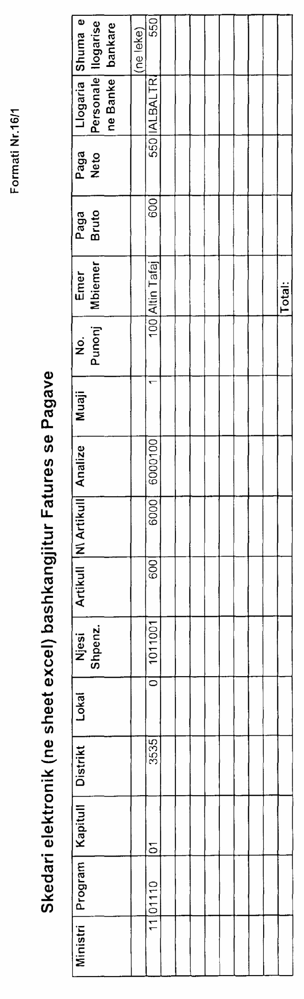 Formati Nr.16/1
Skedari elektronik (ne sheet excel) bashkangjitur Fatures se Pagave
Ministri Program Kapitull Distrikt Lokal Njesi Shpenz. Artikull N\ Artikull Analize Muaji No. Punonj Emer Mbiemer Paga Bruto Paga Neto Llogaria Personale ne Banke Shuma e llogarise bankare
(ne leke)
11 01110 01 3535 0 1011001 600 6000 6000100 1 100 Altin Tafaj 600 550 IALBALTRA 550
Total: